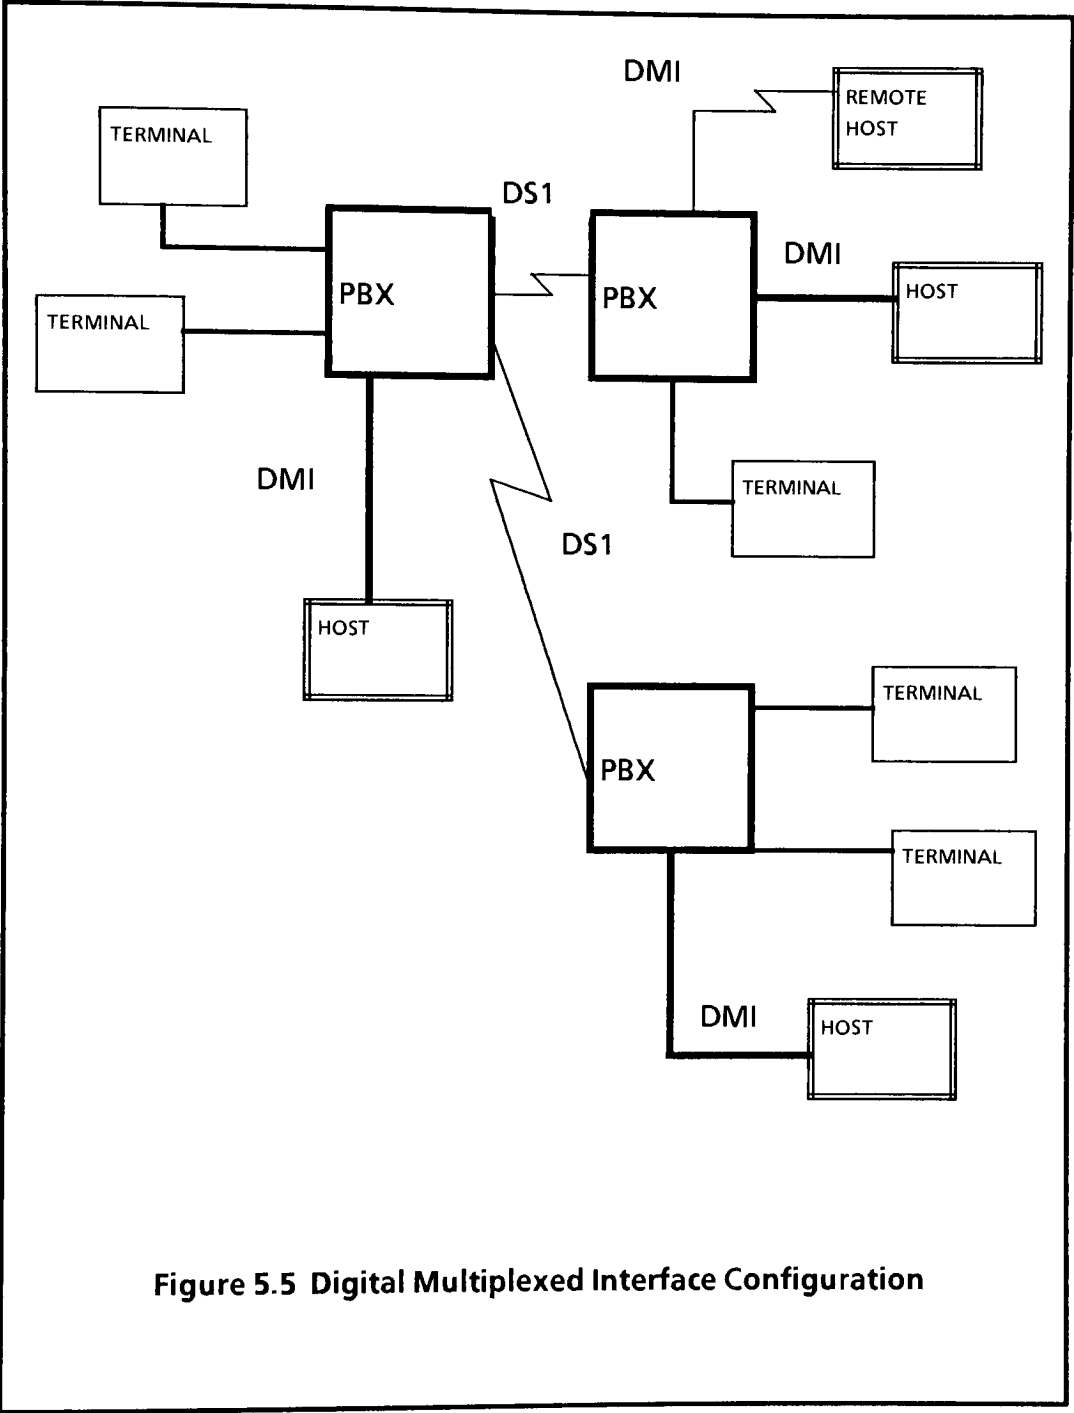 DMI
REMOTE
HOST
TERMINAL
DS1
PBX
PBX
DMI
HOST
TERMINAL
DMI
TERMINAL
DS1
HOST
PBX
TERMINAL
TERMINAL
DMI
HOST
Figure 5.5 Digital Multiplexed Interface Configuration